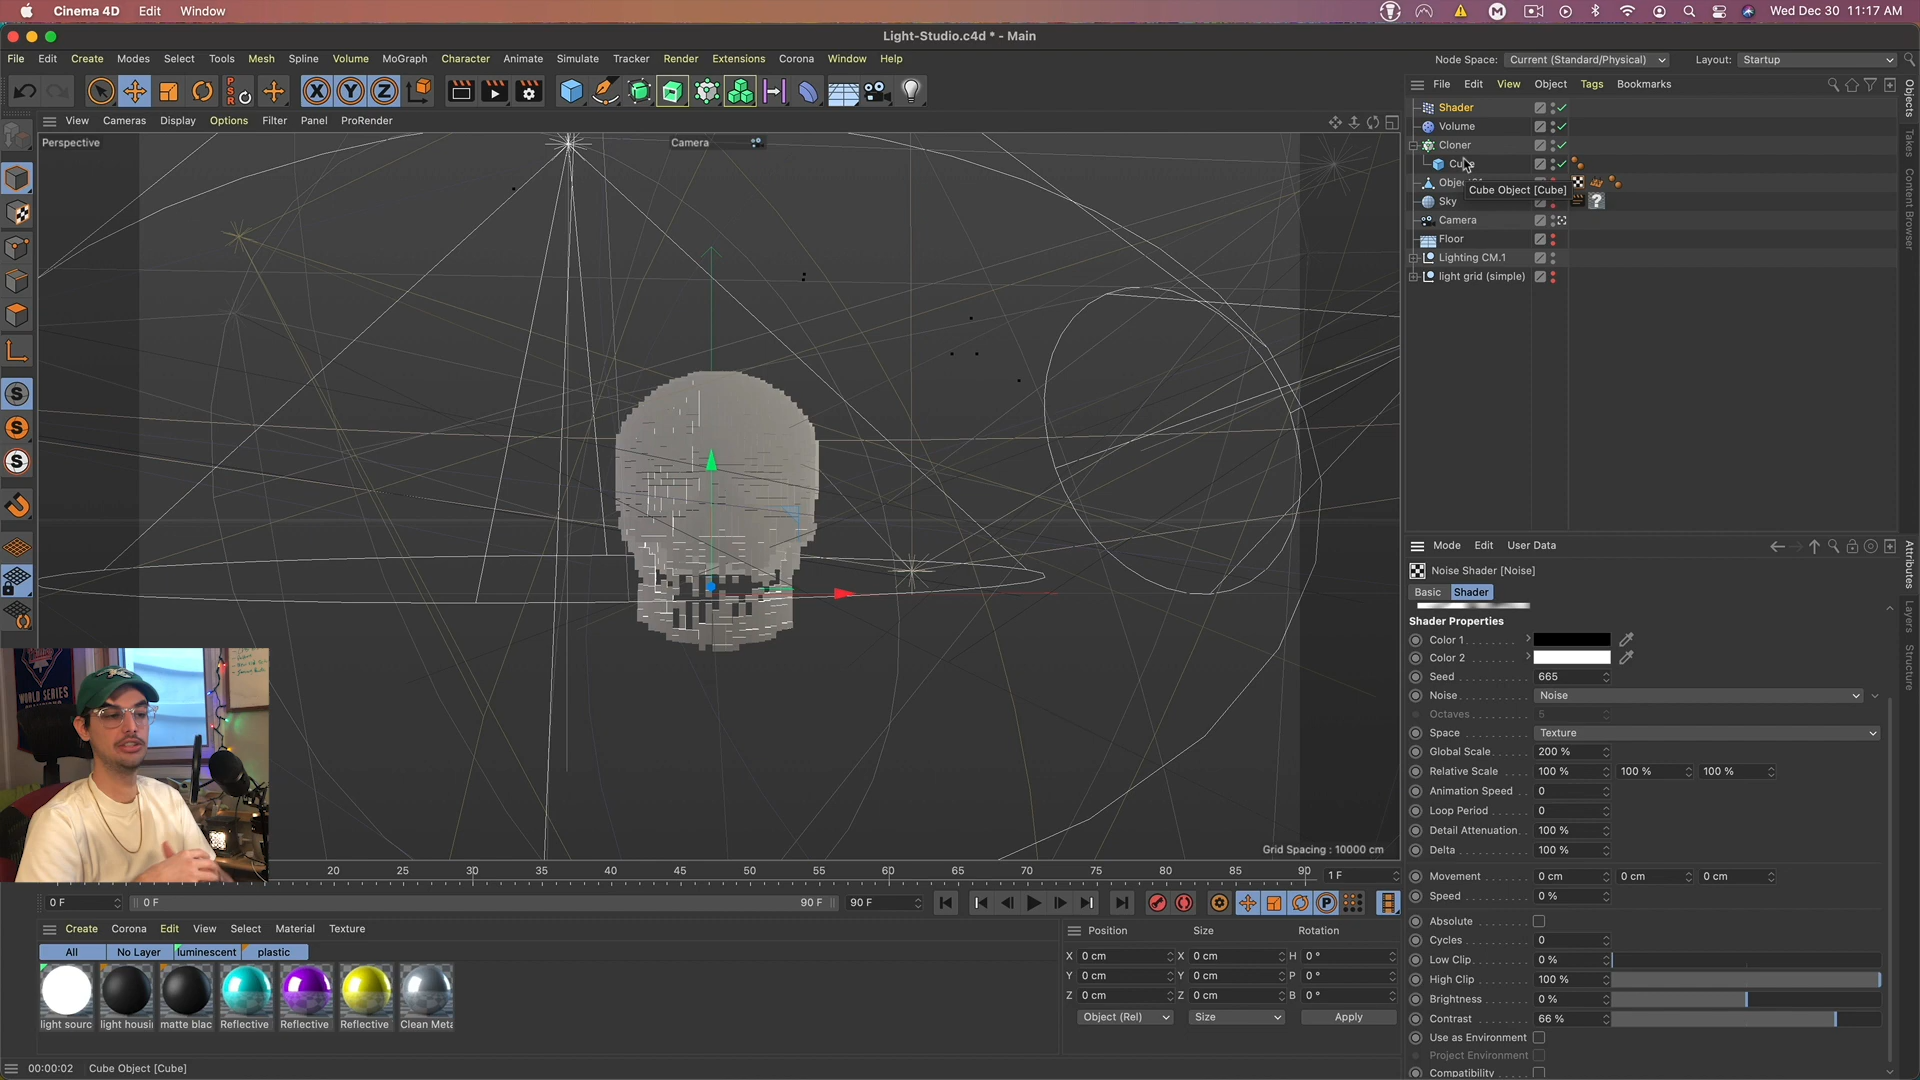 Cinema 4D Edit Window Wed Dec 30 11:17 AM
Light-Studio.c4d * - Main
File Edit Create Modes Select Tools Mesh Spline Volume MoGraph Character Animate Simulate Tracker Render Extensions Corona Window Help Node Space: Current (Standard/Physical) Layout: Startup
View Cameras Display Options Filter Panel ProRender
Perspective Camera
File Edit View Object Tags Bookmarks
Shader
Volume
Cloner
Cube Object [Cube]
Sky
Camera
Floor
Lighting CM.1
light grid (simple)
Objects
Takes
Content Browser
Mode Edit User Data
Noise Shader [Noise]
Basic Shader
Shader Properties
Color 1
Color 2
Seed 665
Noise Noise
Octaves 5
Space Texture
Global Scale 200 %
Relative Scale 100 % 100 % 100 %
Animation Speed 0
Loop Period 0
Detail Attenuation 100 %
Delta 100 %
Movement 0 cm 0 cm 0 cm
Speed 0 %
Absolute
Cycles 0
Low Clip 0 %
High Clip 100 %
Brightness 0 %
Contrast 66 %
Use as Environment
Project Environment
Compatibility
Attributes
Layers
Structure
WORLD SERIES
Grid Spacing : 10000 cm
20 25 30 35 40 45 50 55 60 65 70 75 80 85 90 1 F
0 F 0 F 90 F 90 F
Create Corona Edit View Select Material Texture
All No Layer luminescent plastic
light sourc light housi matte blac Reflective Reflective Reflective Clean Meta
Position Size Rotation
X 0 cm X 0 cm H 0 °
Y 0 cm Y 0 cm P 0 °
Z 0 cm Z 0 cm B 0 °
Object (Rel) Size Apply
00:00:02 Cube Object [Cube]